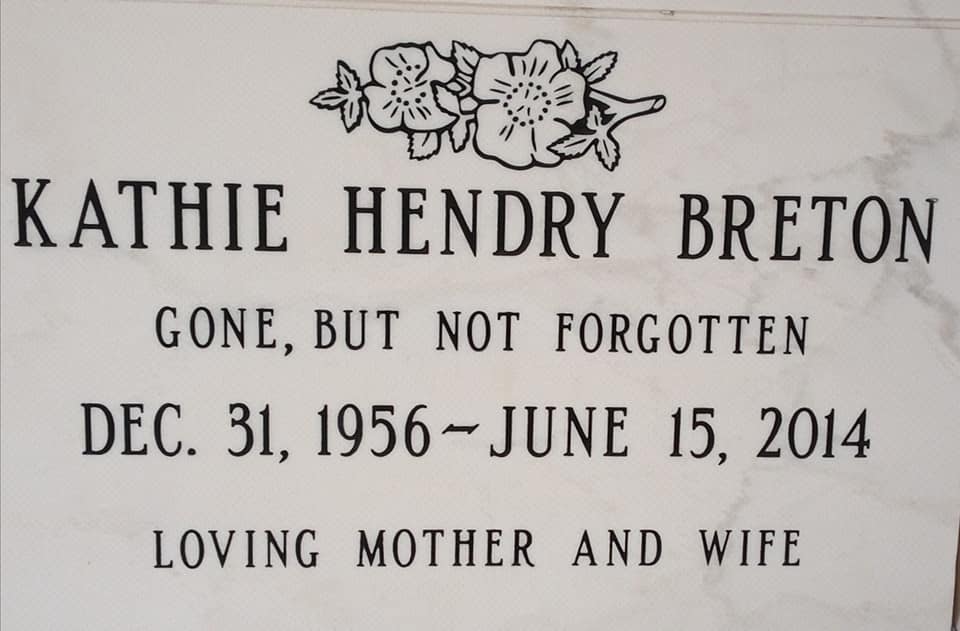 KATHIE HENDRY BRETON
GONE, BUT NOT FORGOTTEN
DEC. 31, 1956 ~ JUNE 15, 2014
LOVING MOTHER AND WIFE